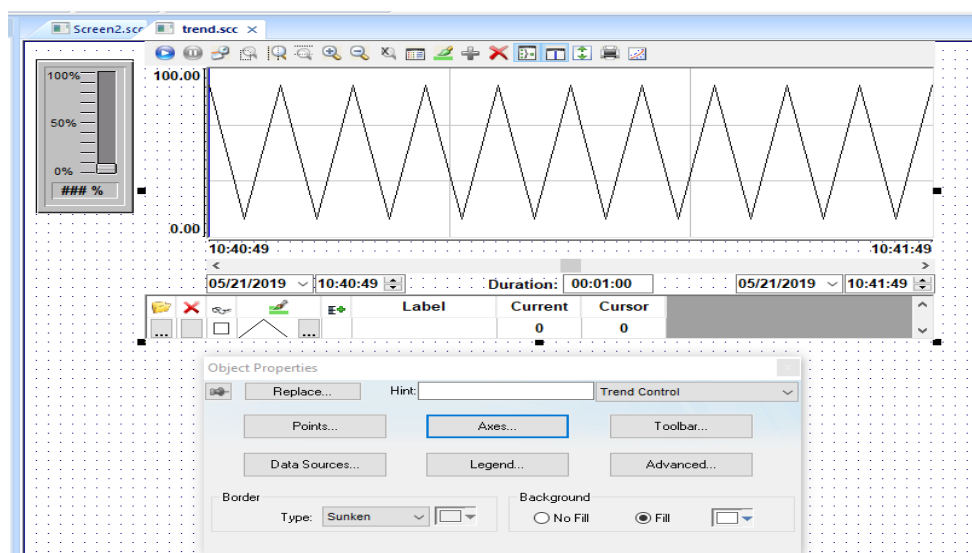 Screen2.scc trend.scc ×
100%
50%
0%
### %
100.00
0.00
10:40:49 10:41:49
05/21/2019 10:40:49 Duration: 00:01:00 05/21/2019 10:41:49
Label Current Cursor
... ... 0 0
Object Properties
Replace... Hint: Trend Control
Points... Axes... Toolbar...
Data Sources... Legend... Advanced...
Border Background
Type: Sunken No Fill Fill